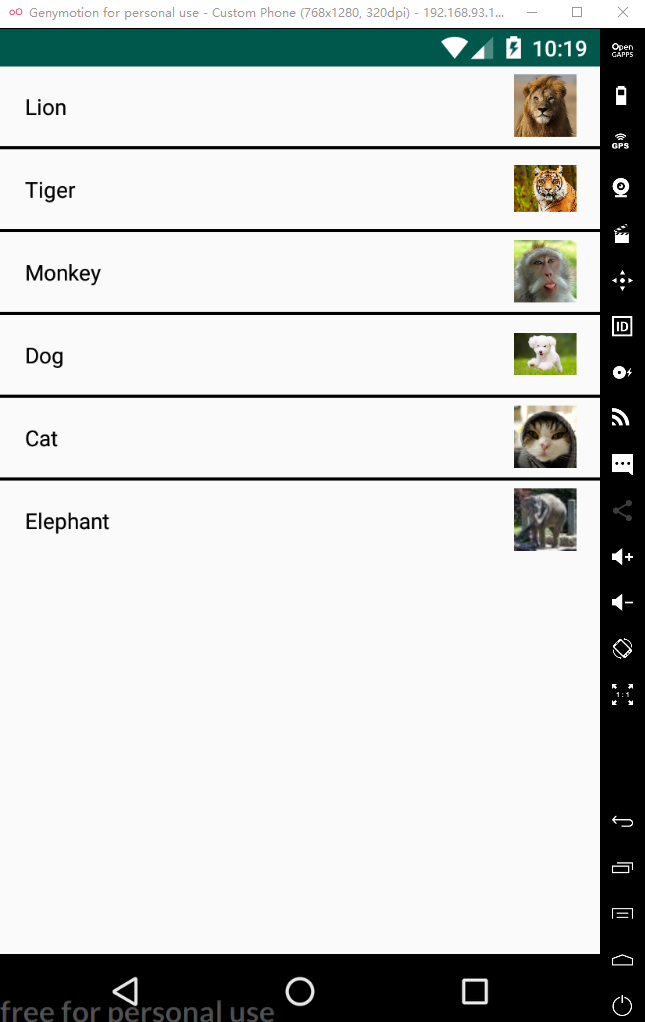 Genymotion for personal use - Custom Phone (768x1280, 320dpi) - 192.168.93.1...
10:19
Open
GAPPS
Lion
GPS
Tiger
Monkey
ID
Dog
Cat
Elephant
1:1
free for personal use